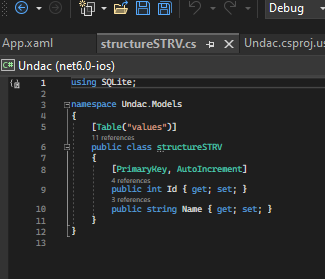 Debug
App.xaml
structureSTRV.cs
Undac.csproj.us
C# Undac (net6.0-ios)
1 using SQLite;
2
3 namespace Undac.Models
4 {
5 [Table("values")]
11 references
6 public class structureSTRV
7 {
8 [PrimaryKey, AutoIncrement]
4 references
9 public int Id { get; set; }
3 references
10 public string Name { get; set; }
11 }
12 }
13